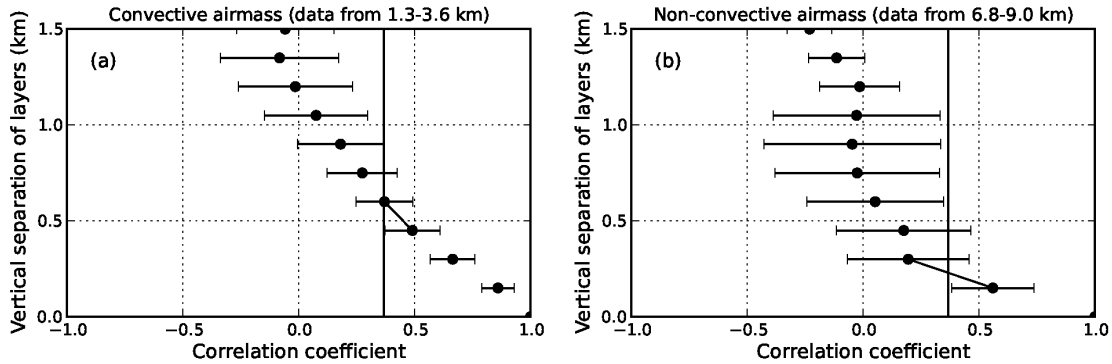 Convective airmass (data from 1.3-3.6 km)
Vertical separation of layers (km)
1.5
1.0
0.5
0.0
(a)
−1.0
−0.5
0.0
0.5
1.0
Correlation coefficient
Non-convective airmass (data from 6.8-9.0 km)
Vertical separation of layers (km)
1.5
1.0
0.5
0.0
(b)
−1.0
−0.5
0.0
0.5
1.0
Correlation coefficient